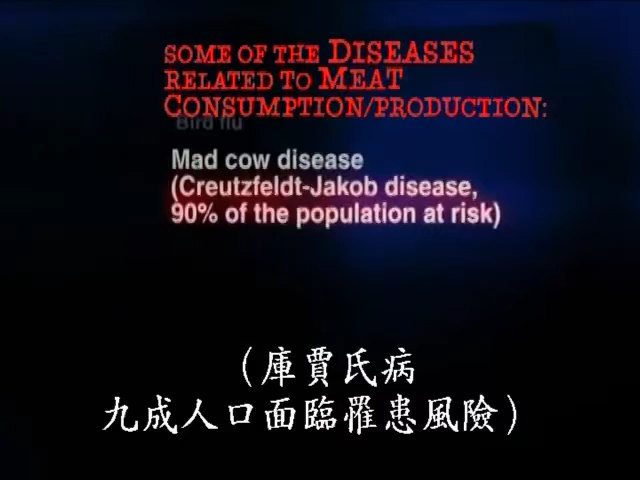 SOME OF THE DISEASES
RELATED TO MEAT
CONSUMPTION/PRODUCTION:
Bird flu
Mad cow disease
(Creutzfeldt-Jakob disease,
90% of the population at risk)
（庫賈氏病
九成人口面臨罹患風險）